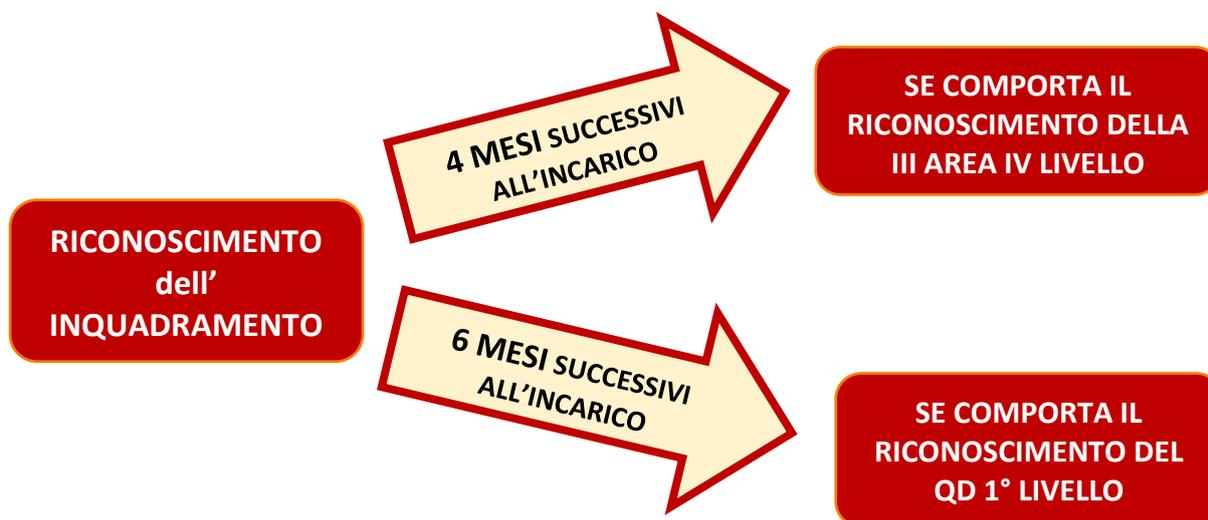 RICONOSCIMENTO
dell’
INQUADRAMENTO
4 MESI SUCCESSIVI
ALL’INCARICO
SE COMPORTA IL
RICONOSCIMENTO DELLA
III AREA IV LIVELLO
6 MESI SUCCESSIVI
ALL’INCARICO
SE COMPORTA IL
RICONOSCIMENTO DEL
QD 1° LIVELLO